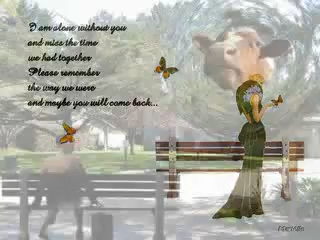 I am alone without you
and miss the time
we had together
Please remember
the way we were
and maybe you will come back...